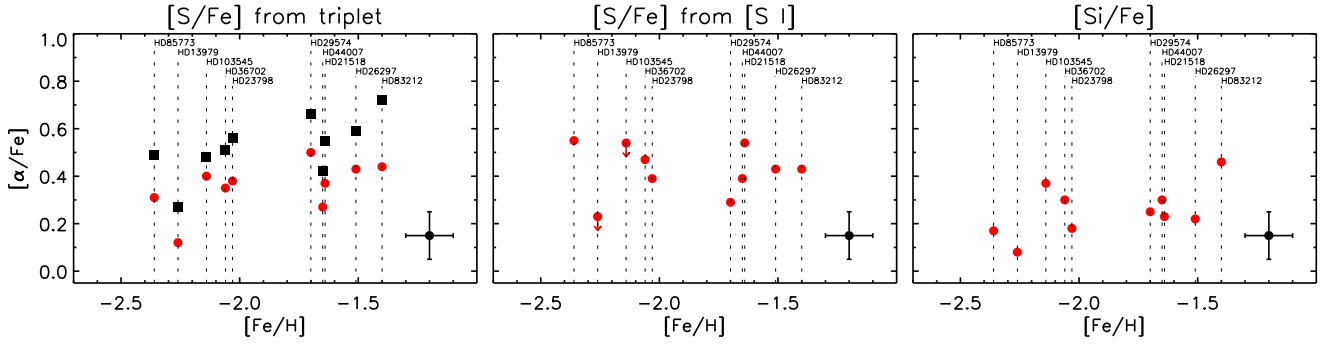 [S/Fe] from triplet
[α/Fe]
1.0
0.8
0.6
0.4
0.2
0.0
HD85773
HD13979
HD103545
HD36702
HD23798
HD29574
HD44007
HD21518
HD26297
HD83212
−2.5 −2.0 −1.5
[Fe/H]
[S/Fe] from [S I]
HD85773
HD13979
HD103545
HD36702
HD23798
HD29574
HD44007
HD21518
HD26297
HD83212
−2.5 −2.0 −1.5
[Fe/H]
[Si/Fe]
HD85773
HD13979
HD103545
HD36702
HD23798
HD29574
HD44007
HD21518
HD26297
HD83212
−2.5 −2.0 −1.5
[Fe/H]